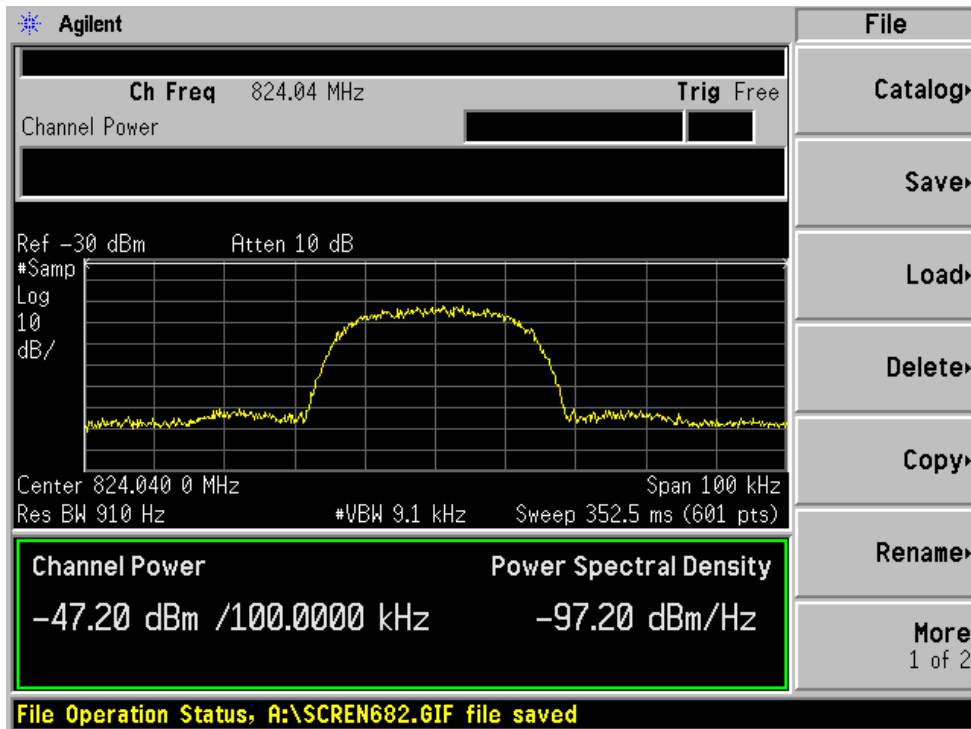 Agilent
File
Ch Freq 824.04 MHz Trig Free
Channel Power
Catalog
Save
Ref -30 dBm Atten 10 dB
#Samp
Log
10
dB/
Load
Delete
Copy
Center 824.040 0 MHz Span 100 kHz
Res BW 910 Hz #VBW 9.1 kHz Sweep 352.5 ms (601 pts)
Rename
Channel Power Power Spectral Density
-47.20 dBm /100.0000 kHz -97.20 dBm/Hz
More
1 of 2
File Operation Status, A:\SCREN682.GIF file saved